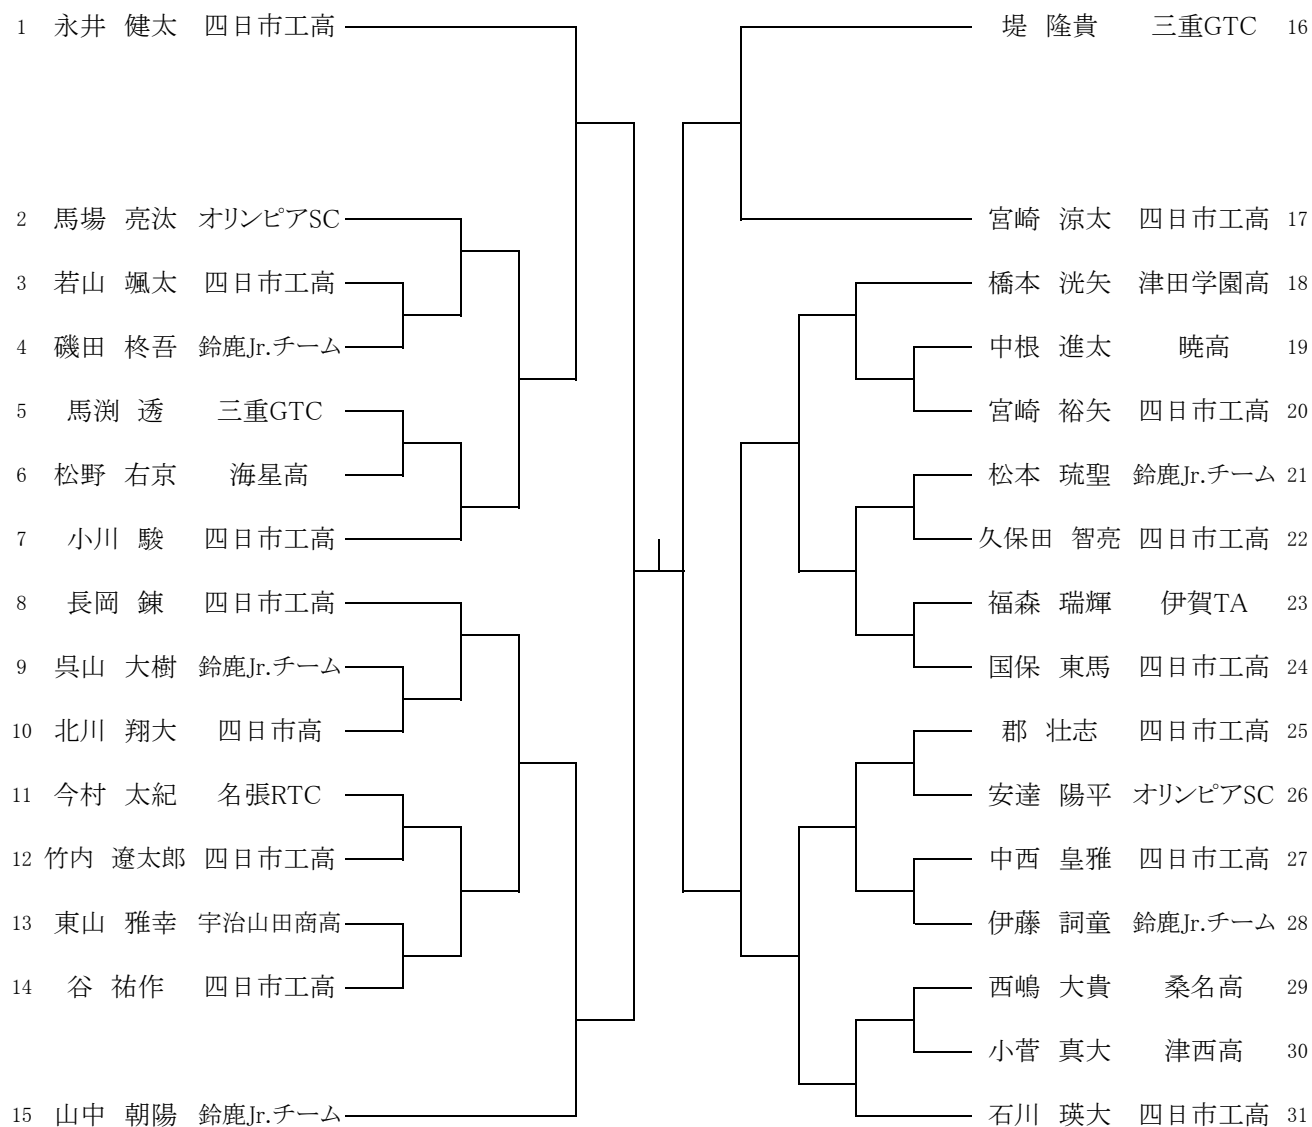 1 永井 健太 四日市工高
2 馬場 亮汰 オリンピアSC
3 若山 颯太 四日市工高
4 磯田 柊吾 鈴鹿Jr.チーム
5 馬渕 透 三重GTC
6 松野 右京 海星高
7 小川 駿 四日市工高
8 長岡 錬 四日市工高
9 呉山 大樹 鈴鹿Jr.チーム
10 北川 翔大 四日市高
11 今村 太紀 名張RTC
12 竹内 遼太郎 四日市工高
13 東山 雅幸 宇治山田商高
14 谷 祐作 四日市工高
15 山中 朝陽 鈴鹿Jr.チーム
堤 隆貴 三重GTC 16
宮崎 涼太 四日市工高 17
橋本 洸矢 津田学園高 18
中根 進太 暁高 19
宮崎 裕矢 四日市工高 20
松本 琉聖 鈴鹿Jr.チーム 21
久保田 智亮 四日市工高 22
福森 瑞輝 伊賀TA 23
国保 東馬 四日市工高 24
郡 壮志 四日市工高 25
安達 陽平 オリンピアSC 26
中西 皇雅 四日市工高 27
伊藤 詞童 鈴鹿Jr.チーム 28
西嶋 大貴 桑名高 29
小菅 真大 津西高 30
石川 瑛大 四日市工高 31